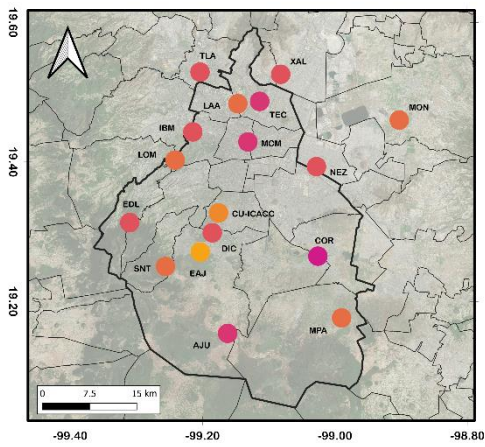 19.60
TLA
XAL
LAA
TEC
MON
IBM
MCM
LOM
19.40
NEZ
EDL
CU-ICACC
DIC
COR
SNT
EAJ
19.20
MPA
AJU
0 7.5 15 km
-99.40 -99.20 -99.00 -98.80